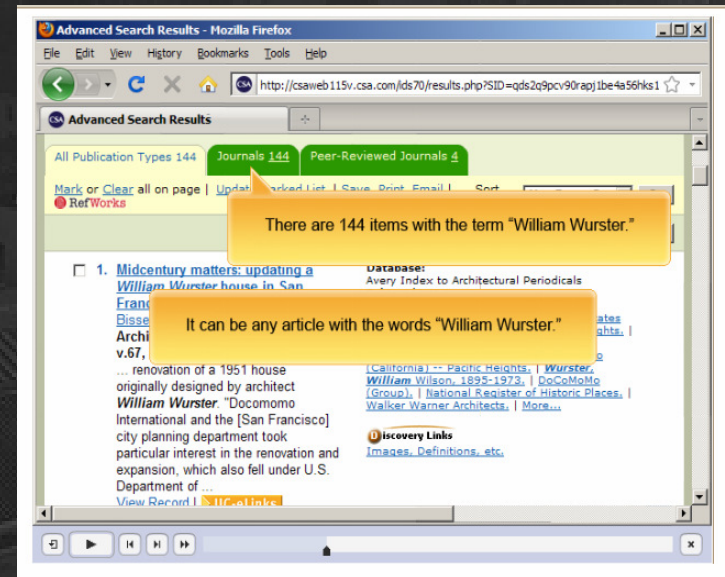 Advanced Search Results - Mozilla Firefox
File Edit View History Bookmarks Tools Help
CSA http://csaweb115v.csa.com/ids70/results.php?SID=qds2q9pcv90rapj1be4a56hks1
CSA Advanced Search Results
All Publication Types 144 Journals 144 Peer-Reviewed Journals 4
Mark or Clear all on page | Save, Print, Email | Sort
RefWorks
There are 144 items with the term “William Wurster.”
1. Midcentury matters: updating a
William Wurster house in San
Database:
Avery Index to Architectural Periodicals
It can be any article with the words “William Wurster.”
v.67,
... renovation of a 1951 house
originally designed by architect
William Wurster. "Docomomo
International and the [San Francisco]
city planning department took
particular interest in the renovation and
expansion, which also fell under U.S.
Department of ...
View Record | UC-eLinks
(California) -- Pacific Heights. | Wurster,
William Wilson, 1895-1973. | DoCoMoMo
(Group). | National Register of Historic Places. |
Walker Warner Architects. | More...
Discovery Links
Images, Definitions, etc.